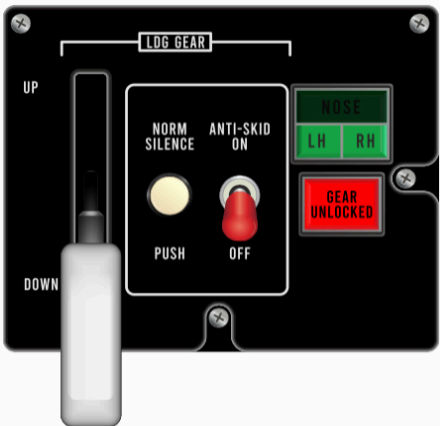 LDG GEAR
UP
NORM
SILENCE
ANTI-SKID
ON
NOSE
LH
RH
GEAR
UNLOCKED
PUSH
OFF
DOWN